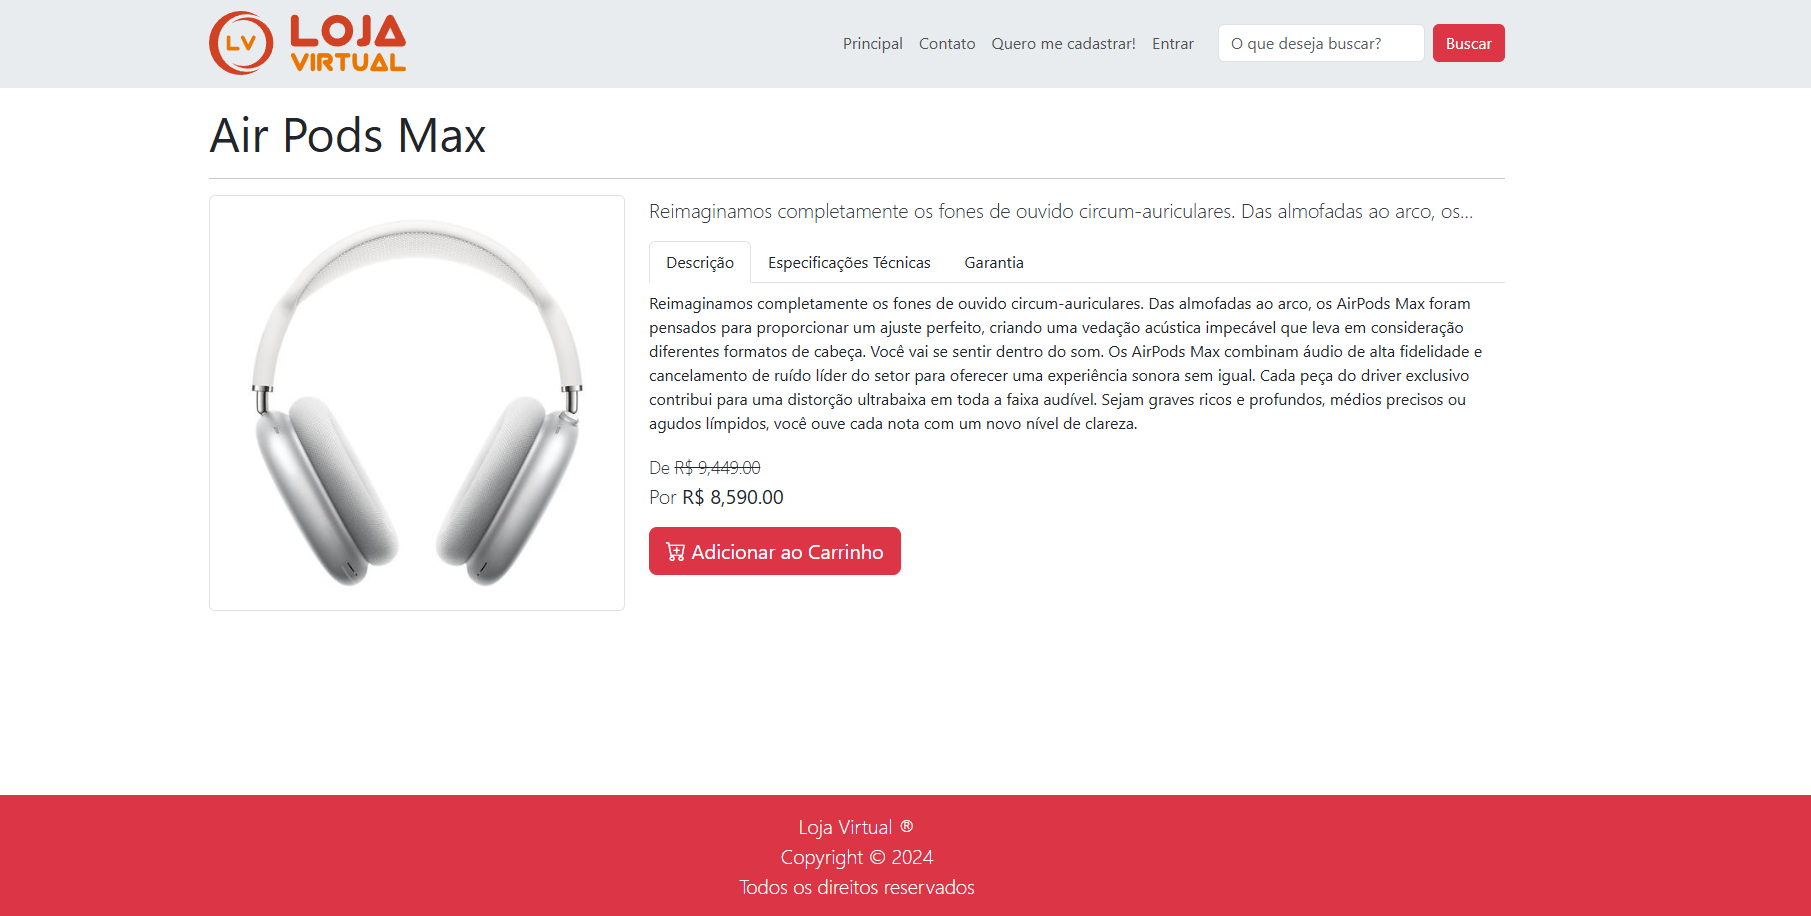 LV LOJA
VIRTUAL
Principal Contato Quero me cadastrar! Entrar O que deseja buscar? Buscar
Air Pods Max
Reimaginamos completamente os fones de ouvido circum-auriculares. Das almofadas ao arco, os...
Descrição Especificações Técnicas Garantia
Reimaginamos completamente os fones de ouvido circum-auriculares. Das almofadas ao arco, os AirPods Max foram
pensados para proporcionar um ajuste perfeito, criando uma vedação acústica impecável que leva em consideração
diferentes formatos de cabeça. Você vai se sentir dentro do som. Os AirPods Max combinam áudio de alta fidelidade e
cancelamento de ruído líder do setor para oferecer uma experiência sonora sem igual. Cada peça do driver exclusivo
contribui para uma distorção ultrabaixa em toda a faixa audível. Sejam graves ricos e profundos, médios precisos ou
agudos límpidos, você ouve cada nota com um novo nível de clareza.
De R$ 9,449.00
Por R$ 8,590.00
Adicionar ao Carrinho
Loja Virtual ®
Copyright © 2024
Todos os direitos reservados